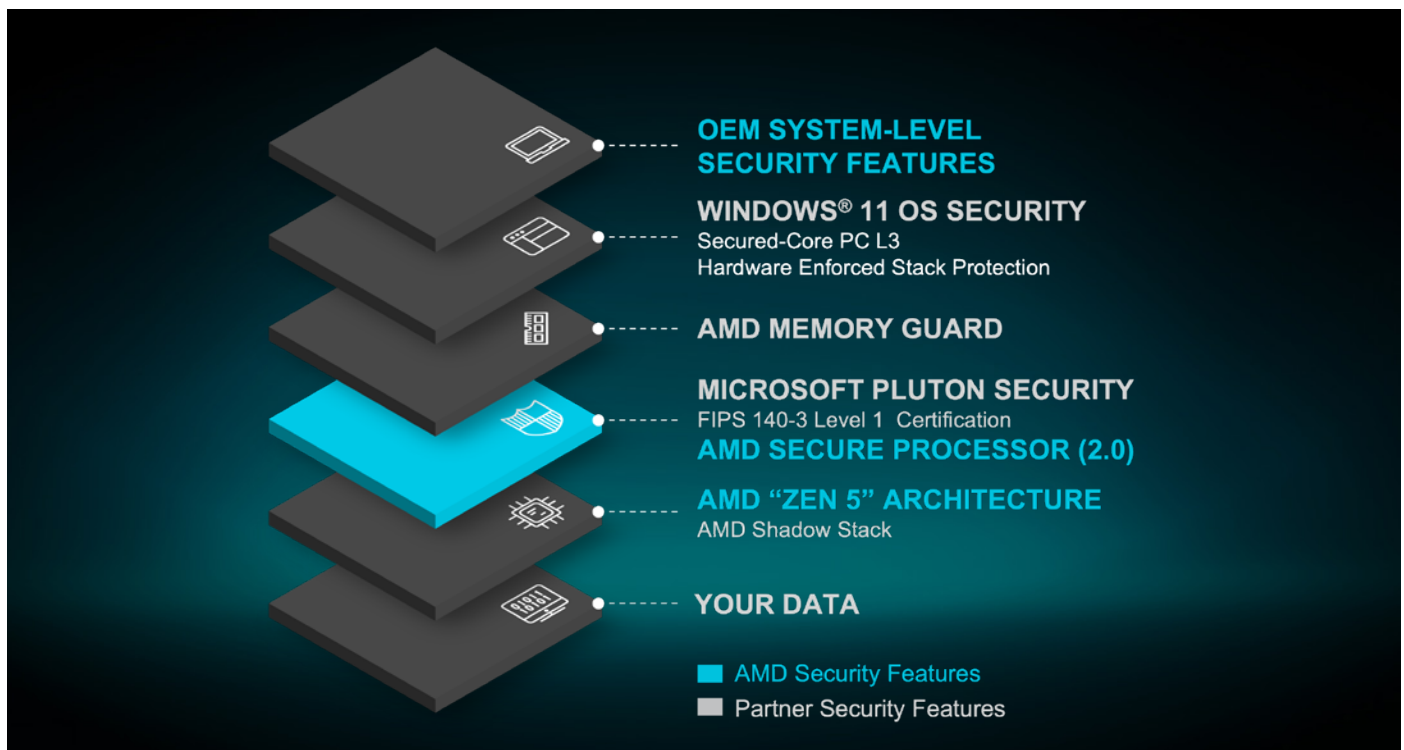 OEM SYSTEM-LEVEL
SECURITY FEATURES
WINDOWS® 11 OS SECURITY
Secured-Core PC L3
Hardware Enforced Stack Protection
AMD MEMORY GUARD
MICROSOFT PLUTON SECURITY
FIPS 140-3 Level 1 Certification
AMD SECURE PROCESSOR (2.0)
AMD “ZEN 5” ARCHITECTURE
AMD Shadow Stack
01011
10101
YOUR DATA
AMD Security Features
Partner Security Features